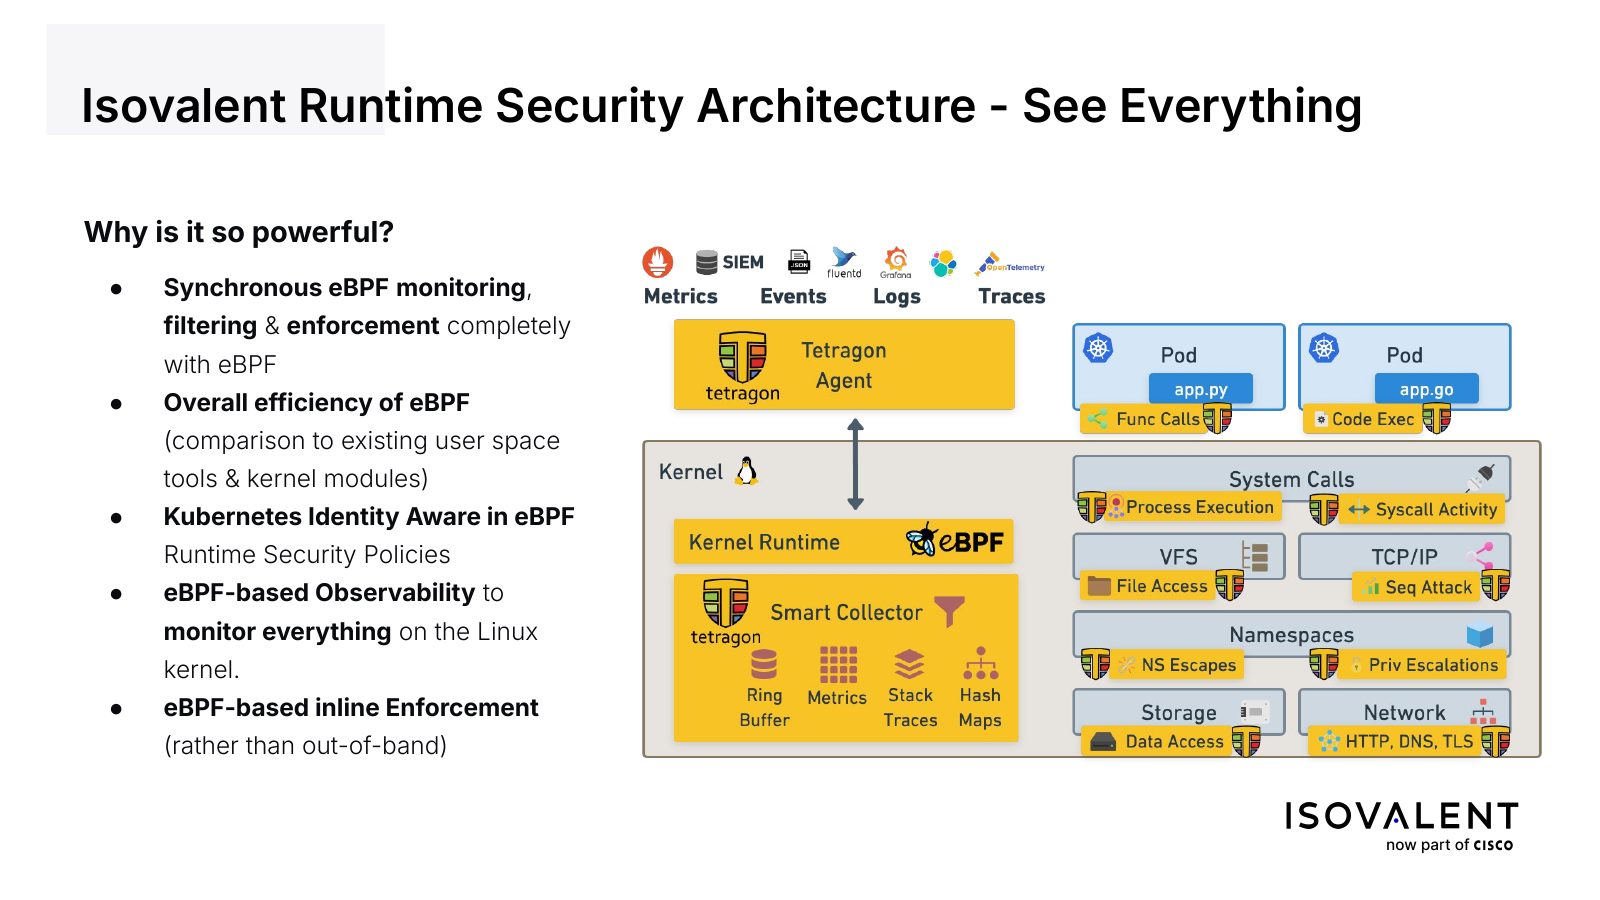 Isovalent Runtime Security Architecture - See Everything
Why is it so powerful?
● Synchronous eBPF monitoring,
filtering & enforcement completely
with eBPF
● Overall efficiency of eBPF
(comparison to existing user space
tools & kernel modules)
● Kubernetes Identity Aware in eBPF
Runtime Security Policies
● eBPF-based Observability to
monitor everything on the Linux
kernel.
● eBPF-based inline Enforcement
(rather than out-of-band)
SIEM
JSON
fluentd
Grafana
OpenTelemetry
Metrics
Events
Logs
Traces
tetragon
Tetragon
Agent
Pod
app.py
Func Calls
Pod
app.go
Code Exec
Kernel
Kernel Runtime
eBPF
tetragon
Smart Collector
Ring
Buffer
Metrics
Stack
Traces
Hash
Maps
System Calls
Process Execution
Syscall Activity
VFS
File Access
TCP/IP
Seq Attack
Namespaces
NS Escapes
Priv Escalations
Storage
Data Access
Network
HTTP, DNS, TLS
ISOVALENT
now part of CISCO